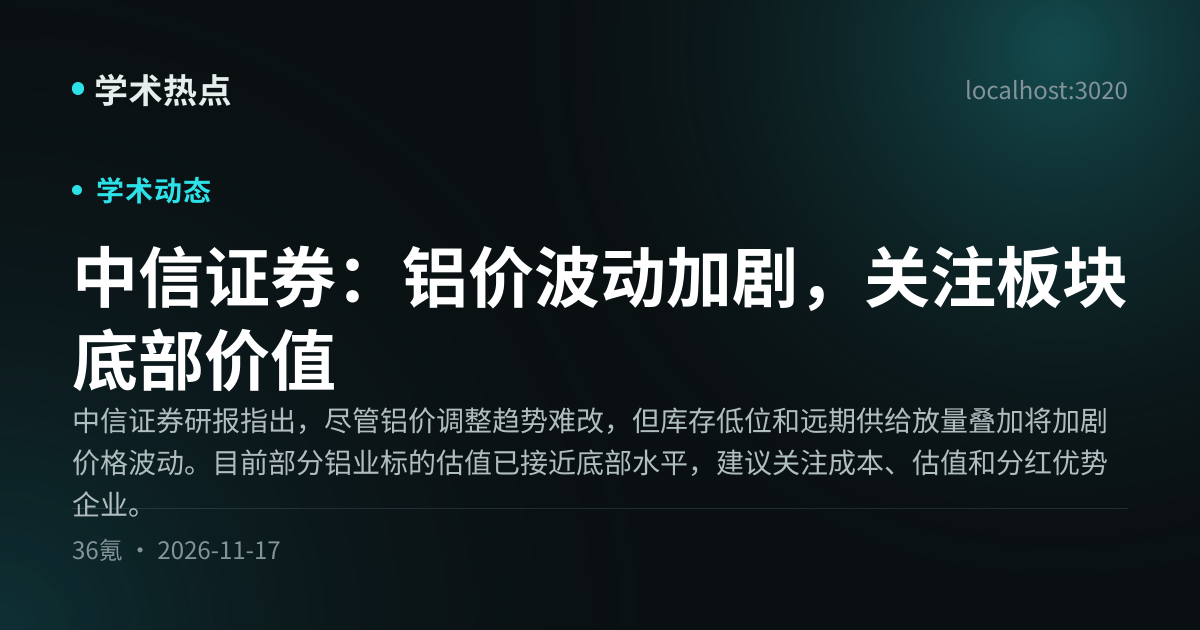 学术热点
localhost:3020
学术动态
中信证券：铝价波动加剧，关注板块
底部价值
中信证券研报指出，尽管铝价调整趋势难改，但库存低位和远期供给放量叠加将加剧
价格波动。目前部分铝业标的估值已接近底部水平，建议关注成本、估值和分红优势
企业。
36氪 · 2026-11-17